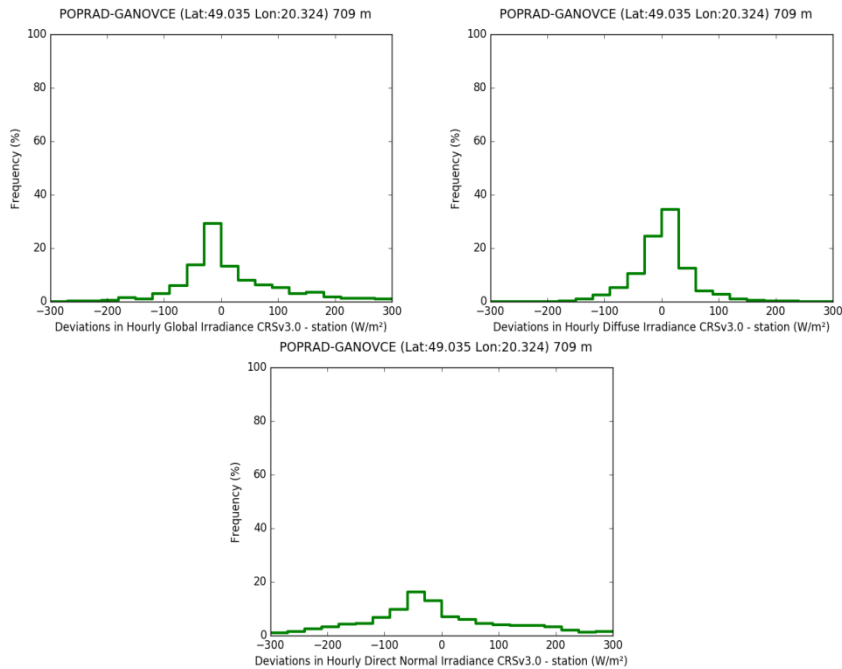 POPRAD-GANOVCE (Lat:49.035 Lon:20.324) 709 m
100
80
60
40
20
0
Frequency (%)
−300 −200 −100 0 100 200 300
Deviations in Hourly Global Irradiance CRSv3.0 - station (W/m²)
POPRAD-GANOVCE (Lat:49.035 Lon:20.324) 709 m
100
80
60
40
20
0
Frequency (%)
−300 −200 −100 0 100 200 300
Deviations in Hourly Diffuse Irradiance CRSv3.0 - station (W/m²)
POPRAD-GANOVCE (Lat:49.035 Lon:20.324) 709 m
100
80
60
40
20
0
Frequency (%)
−300 −200 −100 0 100 200 300
Deviations in Hourly Direct Normal Irradiance CRSv3.0 - station (W/m²)